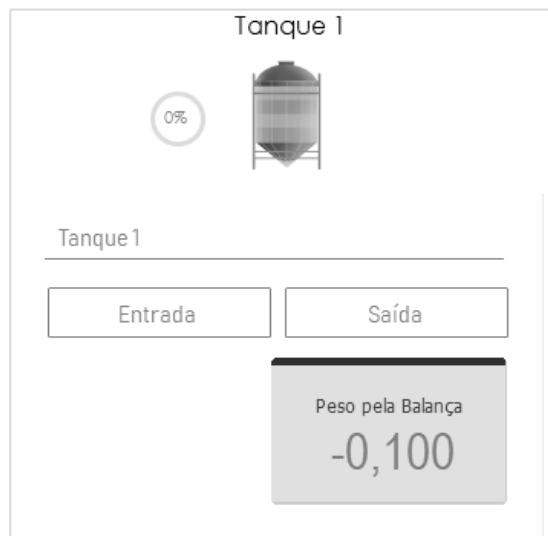 Tanque 1
0%
Tanque 1
Entrada
Saída
Peso pela Balança
-0,100